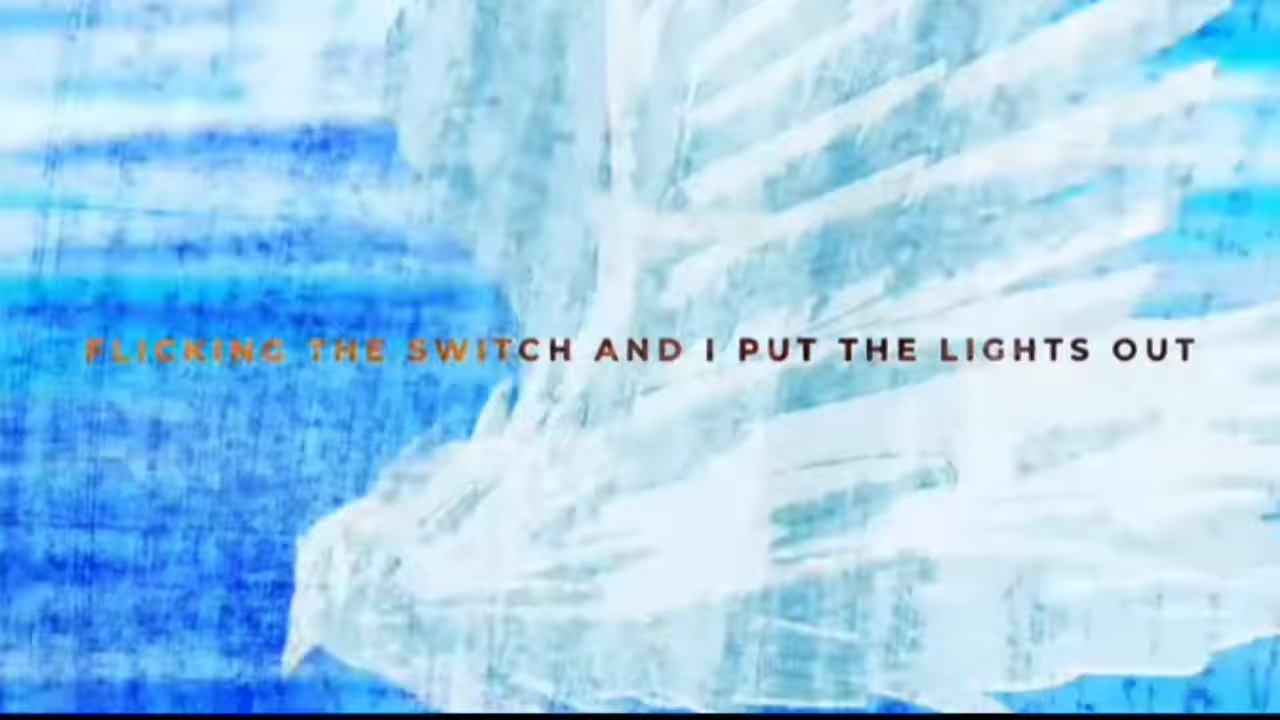 FLICKING THE SWITCH AND I PUT THE LIGHTS OUT